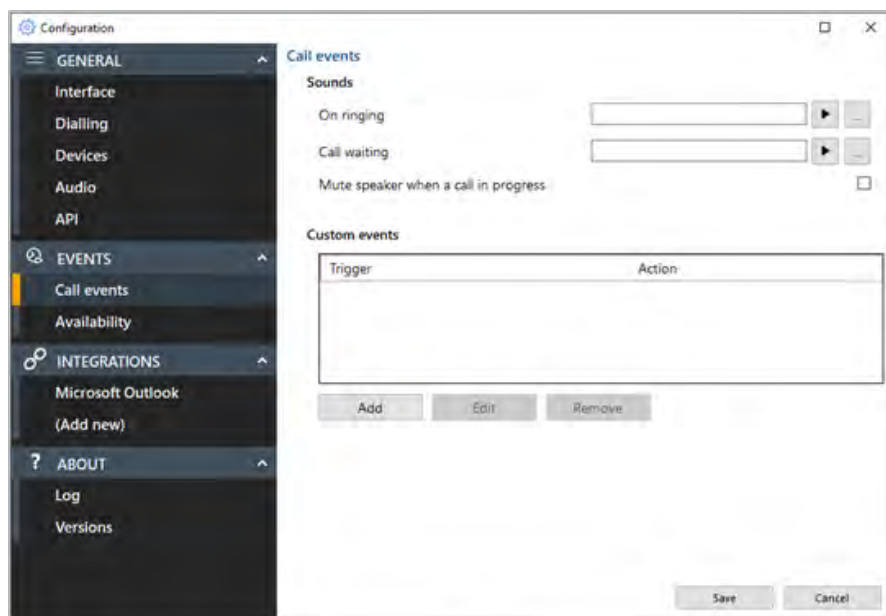 Configuration
GENERAL
Interface
Dialling
Devices
Audio
API
EVENTS
Call events
Availability
INTEGRATIONS
Microsoft Outlook
(Add new)
? ABOUT
Log
Versions
Call events
Sounds
On ringing
...
Call waiting
...
Mute speaker when a call in progress
Custom events
Trigger Action
Add Edit Remove
Save Cancel